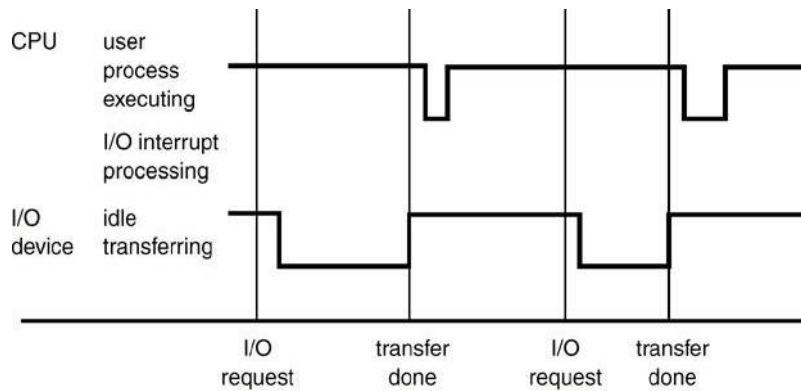 CPU user
process
executing
I/O interrupt
processing
I/O idle
device transferring
I/O transfer I/O transfer
request done request done